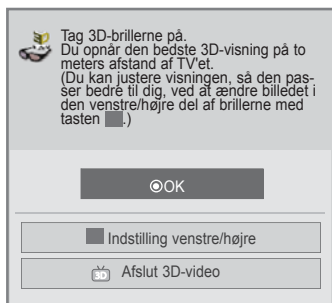 Tag 3D-brillerne på.
Du opnår den bedste 3D-visning på to
meters afstand af TV'et.
(Du kan justere visningen, så den pas-
ser bedre til dig, ved at ændre billedet i
den venstre/højre del af brillerne med
tasten .)
OK
Indstilling venstre/højre
3D Afslut 3D-video